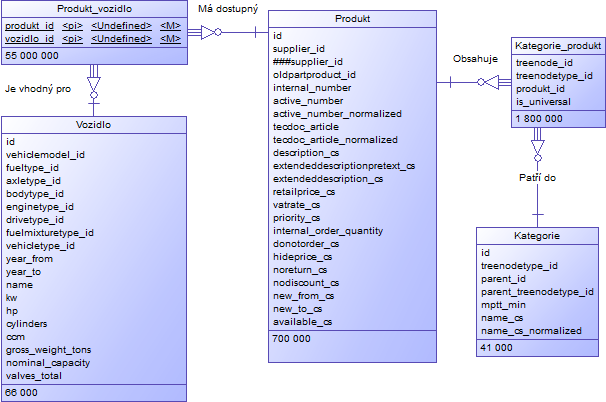 Produkt_vozidlo
produkt_id <pi> <Undefined> <M>
vozidlo_id <pi> <Undefined> <M>
55 000 000
Má dostupný
Je vhodný pro
Vozidlo
id
vehiclemodel_id
fueltype_id
axletype_id
bodytype_id
enginetype_id
drivetype_id
fuelmixturetype_id
vehicletype_id
year_from
year_to
name
kw
hp
cylinders
ccm
gross_weight_tons
nominal_capacity
valves_total
66 000
Produkt
id
supplier_id
###supplier_id
oldpartproduct_id
internal_number
active_number
active_number_normalized
tecdoc_article
tecdoc_article_normalized
description_cs
extendeddescriptionpretext_cs
extendeddescription_cs
retailprice_cs
vatrate_cs
priority_cs
internal_order_quantity
donotorder_cs
hideprice_cs
noreturn_cs
nodiscount_cs
new_from_cs
new_to_cs
available_cs
700 000
Obsahuje
Kategorie_produkt
treenode_id
treenodetype_id
produkt_id
is_universal
1 800 000
Patří do
Kategorie
id
treenodetype_id
parent_id
parent_treenodetype_id
mptt_min
name_cs
name_cs_normalized
41 000